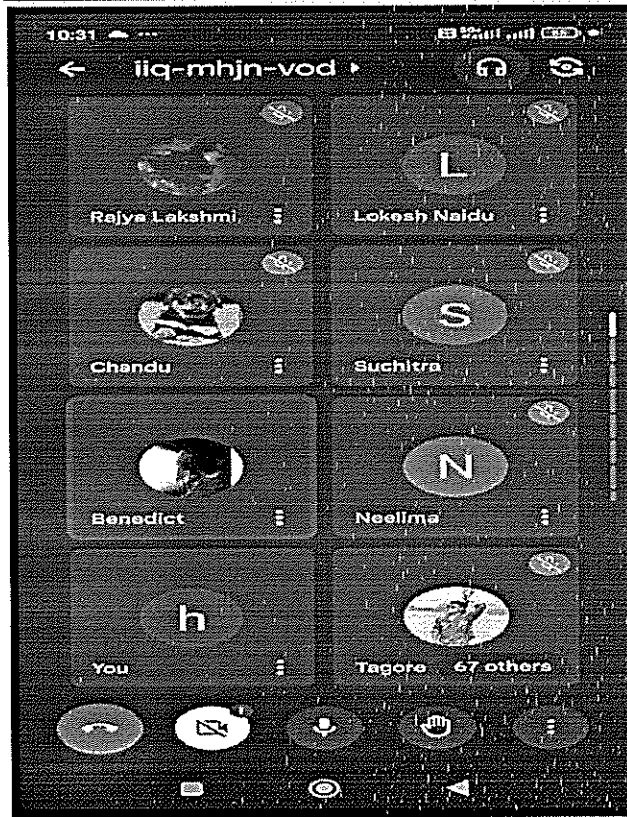 10:31
iiq-mhjn-vod
Rajya Lakshmi
L
Lokesh Naidu
Chandu
S
Suchitra
Benedict
N
Neelima
h
You
Tagore 67 others